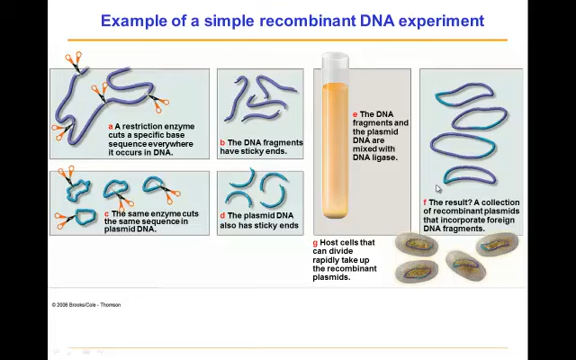 Example of a simple recombinant DNA experiment
a A restriction enzyme
cuts a specific base
sequence everywhere
it occurs in DNA.
b The DNA fragments
have sticky ends.
c The same enzyme cuts
the same sequence in
plasmid DNA.
d The plasmid DNA
also has sticky ends
e The DNA
fragments and
the plasmid
DNA are
mixed with
DNA ligase.
f The result? A collection
of recombinant plasmids
that incorporate foreign
DNA fragments.
g Host cells that
can divide
rapidly take up
the recombinant
plasmids.
© 2006 Brooks/Cole - Thomson